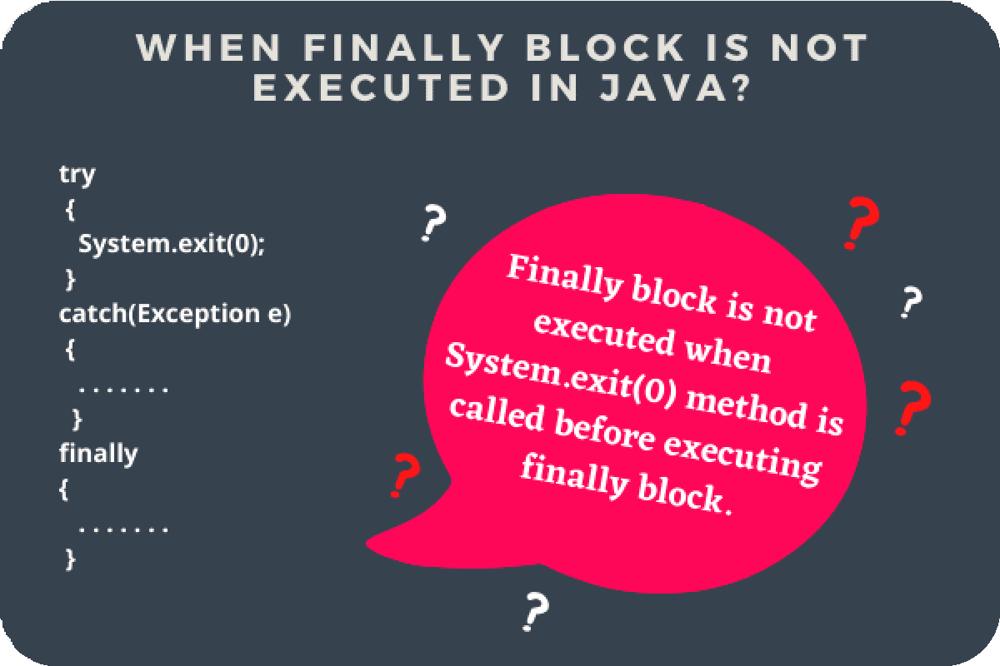 WHEN FINALLY BLOCK IS NOT
EXECUTED IN JAVA?
try
{
System.exit(0);
}
catch(Exception e)
{
. . . . . . .
}
finally
{
. . . . . . .
}
?
?
?
?
?
?
Finally block is not
executed when
System.exit(0) method is
called before executing
finally block.